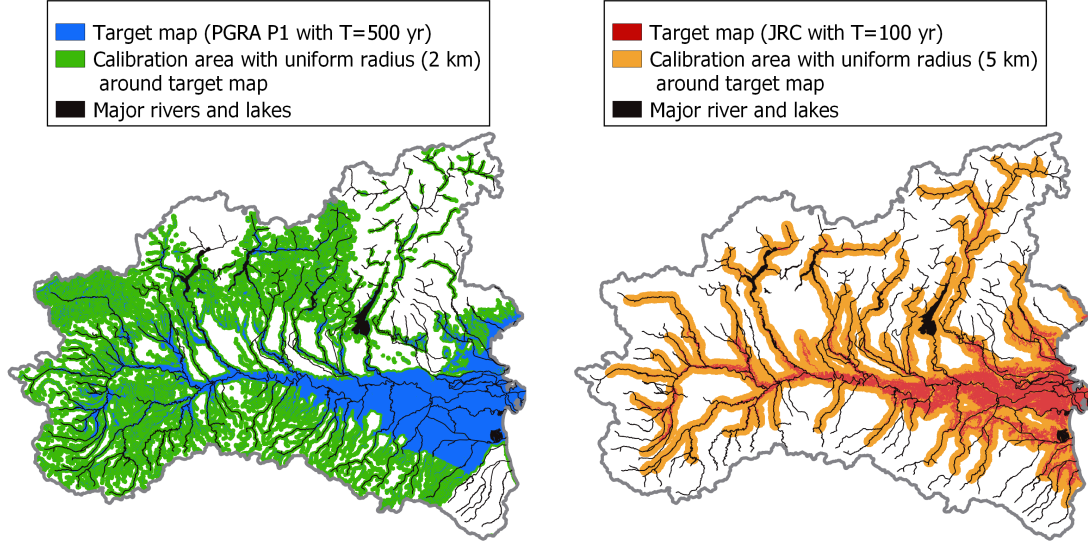 Target map (PGRA P1 with T=500 yr)
Calibration area with uniform radius (2 km)
around target map
Major rivers and lakes
Target map (JRC with T=100 yr)
Calibration area with uniform radius (5 km)
around target map
Major river and lakes